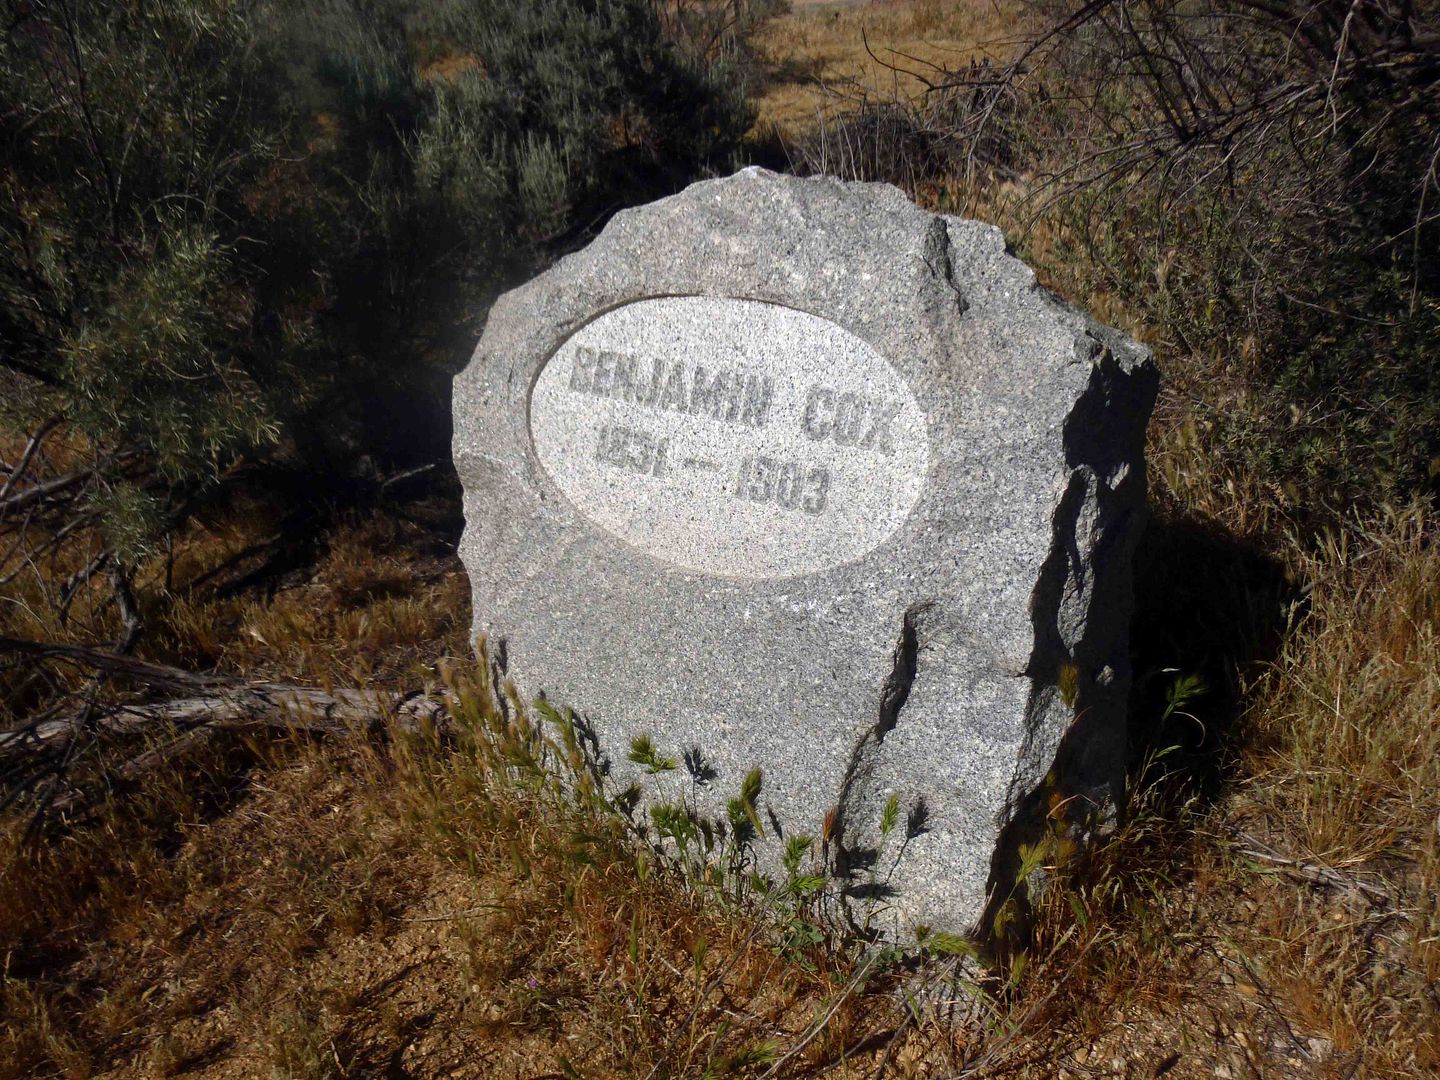 BENJAMIN COX
1831 — 1903